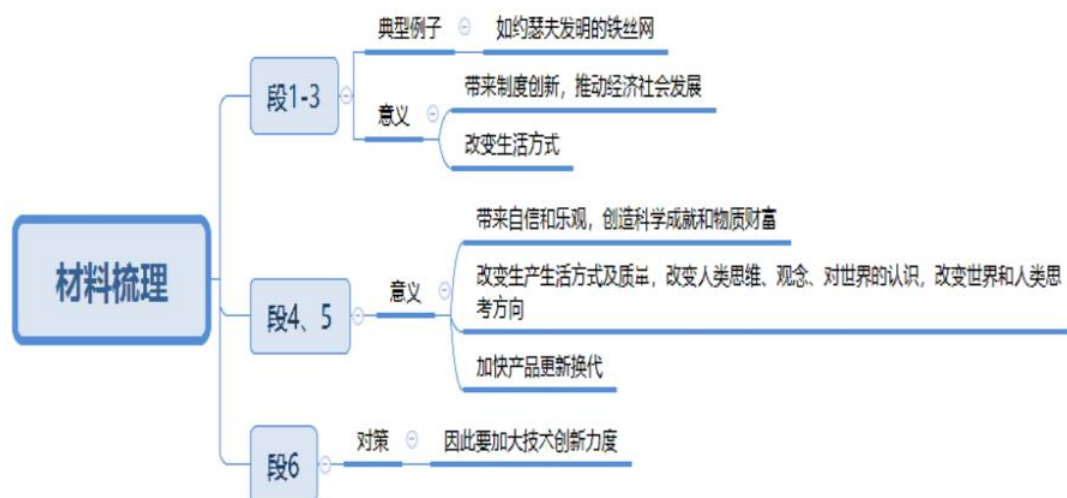 材料梳理
段1-3
典型例子
如约瑟夫发明的铁丝网
意义
带来制度创新，推动经济社会发展
改变生活方式
段4、5
意义
带来自信和乐观，创造科学成就和物质财富
改变生产生活方式及质量，改变人类思维、观念、对世界的认识，改变世界和人类思
考方向
加快产品更新换代
段6
对策
因此要加大技术创新力度